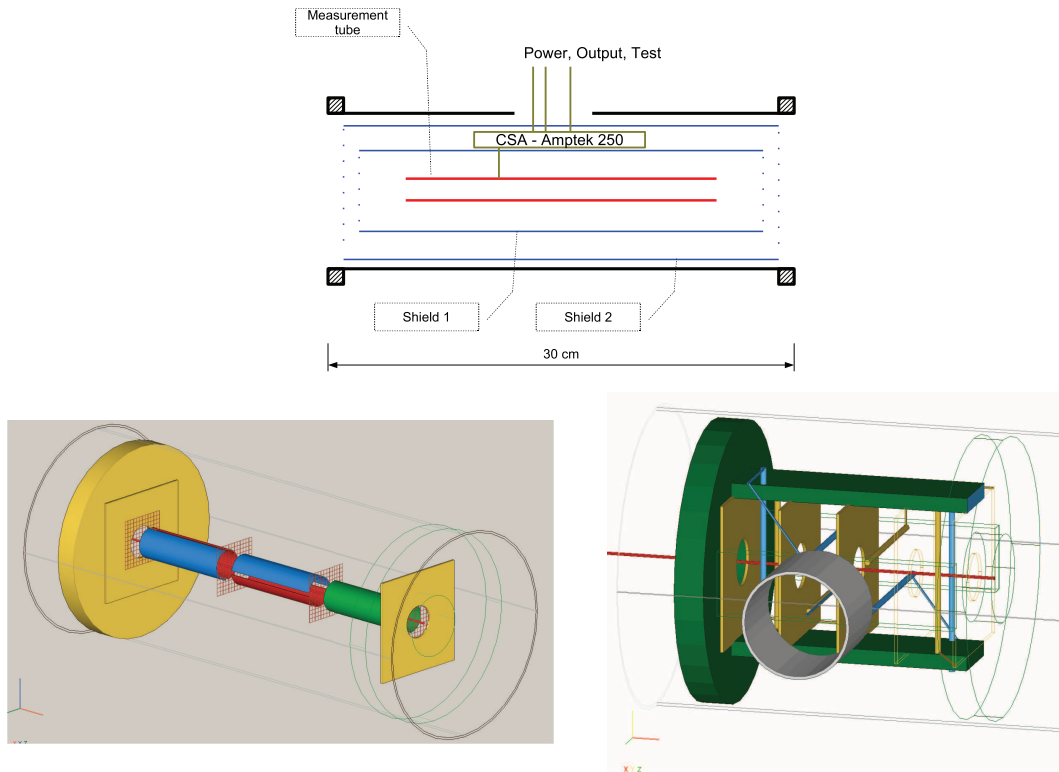 Measurement
tube
Power, Output, Test
CSA - Amptek 250
Shield 1
Shield 2
30 cm
X Y Z
X Y Z